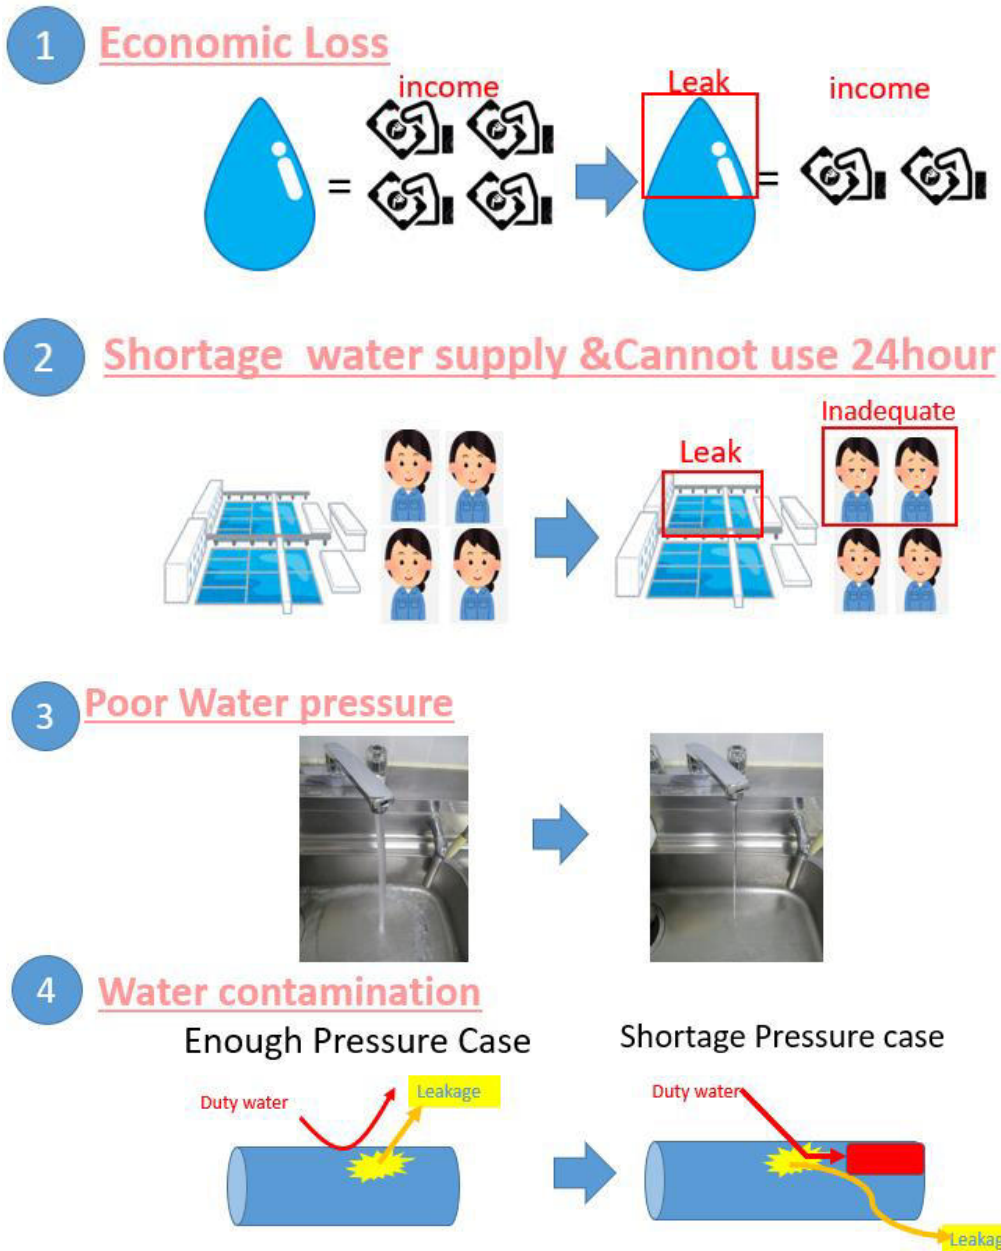 1 Economic Loss
income
Leak
income
=
=
2 Shortage water supply &Cannot use 24hour
Inadequate
Leak
3 Poor Water pressure
4 Water contamination
Enough Pressure Case
Shortage Pressure case
Duty water
Leakage
Duty water
Leakag